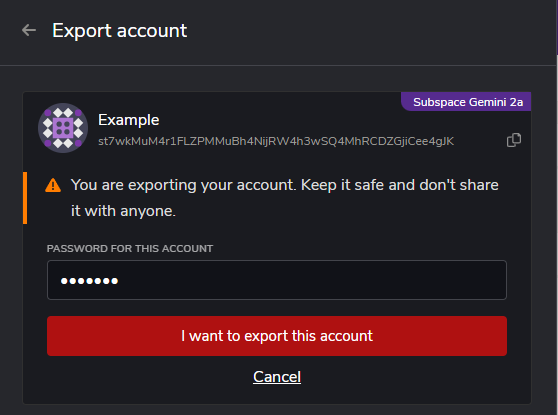 Export account
Subspace Gemini 2a
Example
st7wkMuM4r1FLZPMMuBh4NijRW4h3wSQ4MhRCDZGjiCee4gJK
You are exporting your account. Keep it safe and don't share
it with anyone.
PASSWORD FOR THIS ACCOUNT
•••••••
I want to export this account
Cancel